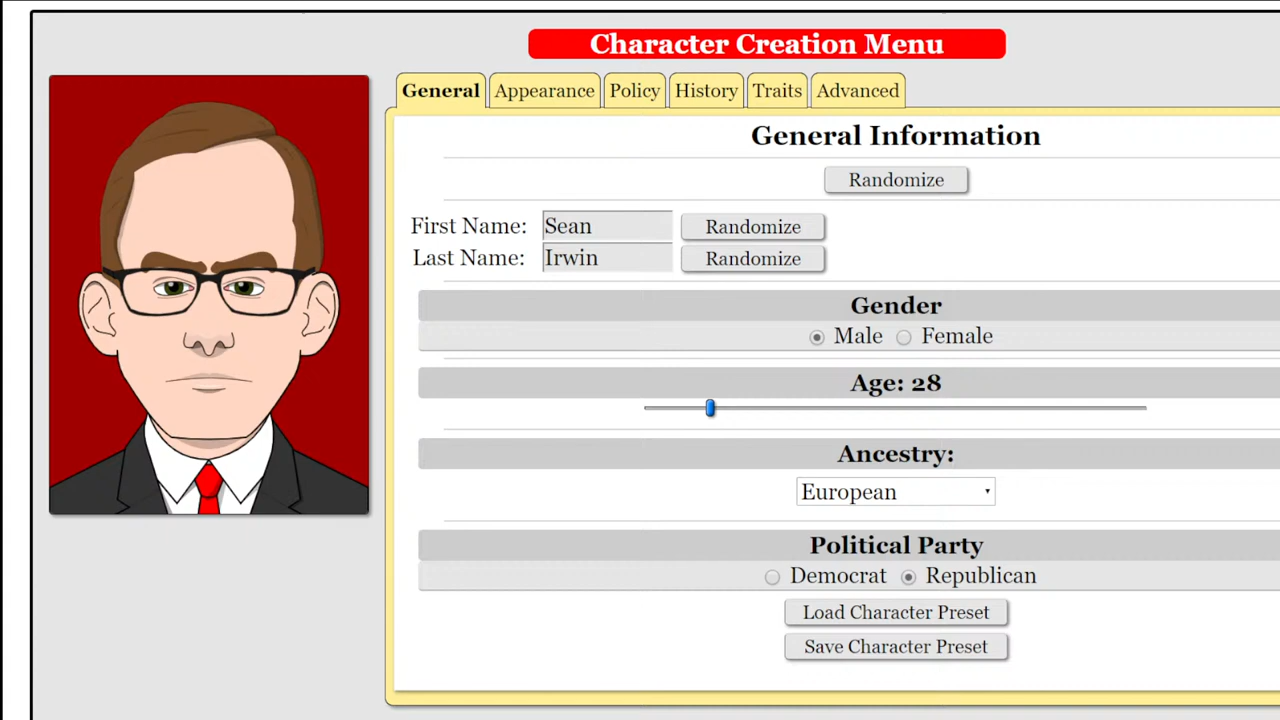 Character Creation Menu
General Appearance Policy History Traits Advanced
General Information
Randomize
First Name: Sean Randomize
Last Name: Irwin Randomize
Gender
Male Female
Age: 28
Ancestry:
European
Political Party
Democrat Republican
Load Character Preset
Save Character Preset